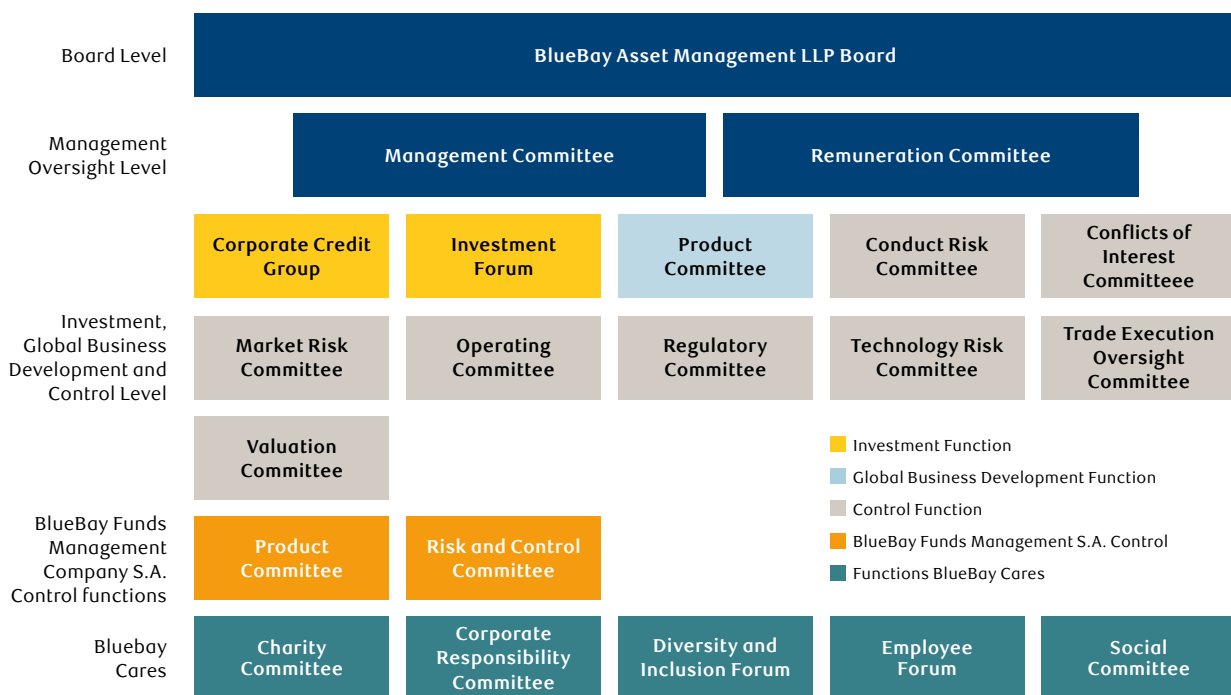 Board Level
BlueBay Asset Management LLP Board
Management
Oversight Level
Management Committee
Remuneration Committee
Corporate Credit
Group
Investment
Forum
Product
Committee
Conduct Risk
Committee
Conflicts of
Interest
Committeee
Investment,
Global Business
Development and
Control Level
Market Risk
Committee
Operating
Committee
Regulatory
Committee
Technology Risk
Committee
Trade Execution
Oversight
Committee
Valuation
Committee
Investment Function
Global Business Development Function
Control Function
BlueBay Funds Management S.A. Control
Functions BlueBay Cares
BlueBay Funds
Management
Company S.A.
Control functions
Product
Committee
Risk and Control
Committee
Bluebay
Cares
Charity
Committee
Corporate
Responsibility
Committee
Diversity and
Inclusion Forum
Employee
Forum
Social
Committee